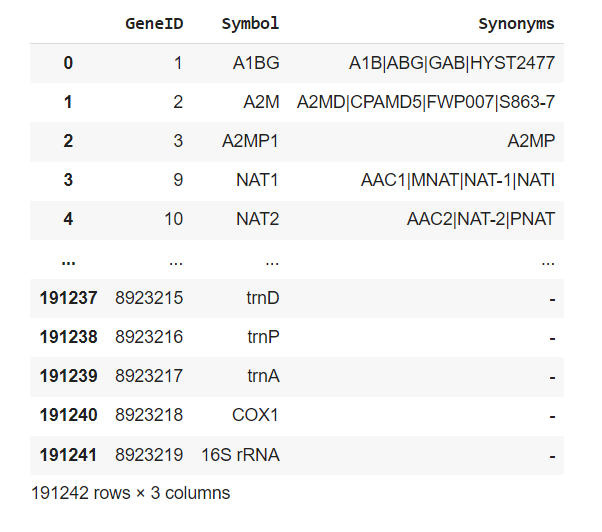 GeneID Symbol Synonyms
0 1 A1BG A1B|ABG|GAB|HYST2477
1 2 A2M A2MD|CPAMD5|FWP007|S863-7
2 3 A2MP1 A2MP
3 9 NAT1 AAC1|MNAT|NAT-1|NATI
4 10 NAT2 AAC2|NAT-2|PNAT
... ... ... ...
191237 8923215 trnD -
191238 8923216 trnP -
191239 8923217 trnA -
191240 8923218 COX1 -
191241 8923219 16S rRNA -
191242 rows × 3 columns